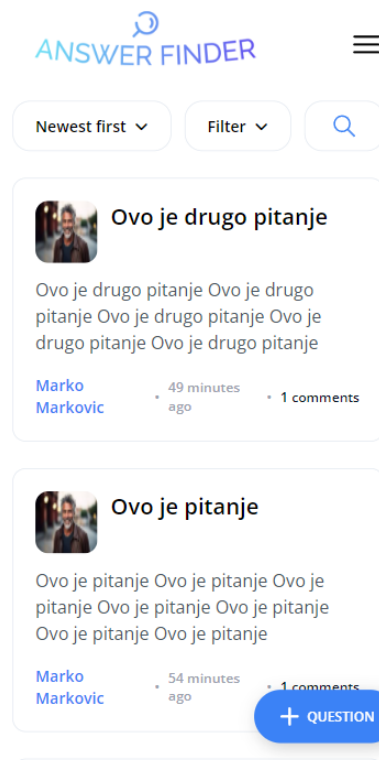 ANSWER FINDER
Newest first
Filter
Ovo je drugo pitanje
Ovo je drugo pitanje Ovo je drugo
pitanje Ovo je drugo pitanje Ovo je
drugo pitanje Ovo je drugo pitanje
Marko
Markovic
• 49 minutes
ago
• 1 comments
Ovo je pitanje
Ovo je pitanje Ovo je pitanje Ovo je
pitanje Ovo je pitanje Ovo je pitanje
Ovo je pitanje Ovo je pitanje
Marko
Markovic
• 54 minutes
ago
• 1 comments
+ QUESTION